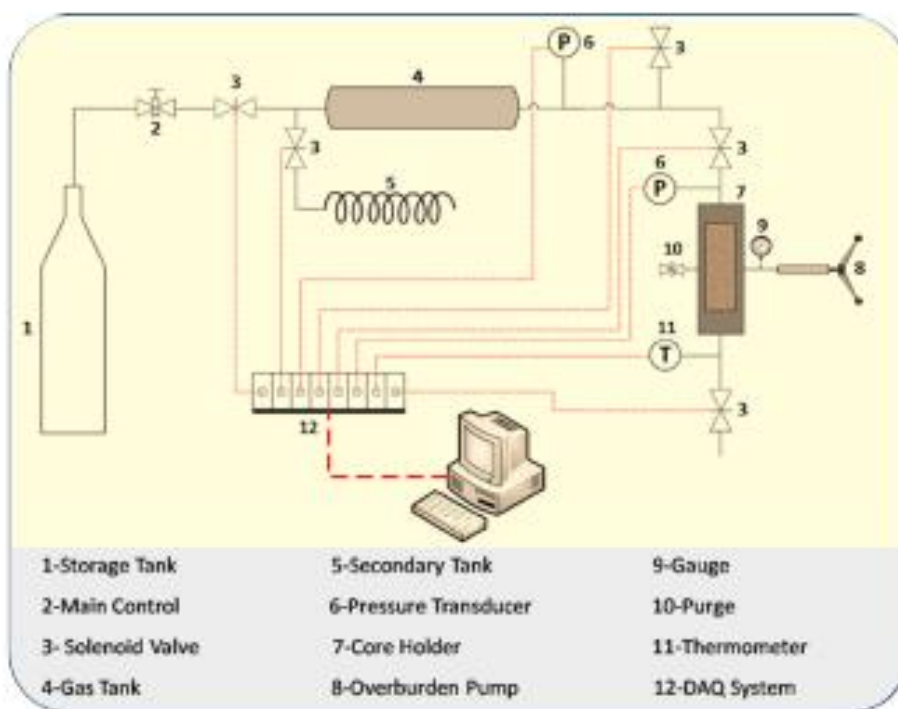 P 6
3
3
4
2
3
3
6
P
5
7
9
10
8
1
11
T
3
12
1-Storage Tank
5-Secondary Tank
9-Gauge
2-Main Control
6-Pressure Transducer
10-Purge
3- Solenoid Valve
7-Core Holder
11-Thermometer
4-Gas Tank
8-Overburden Pump
12-DAQ System